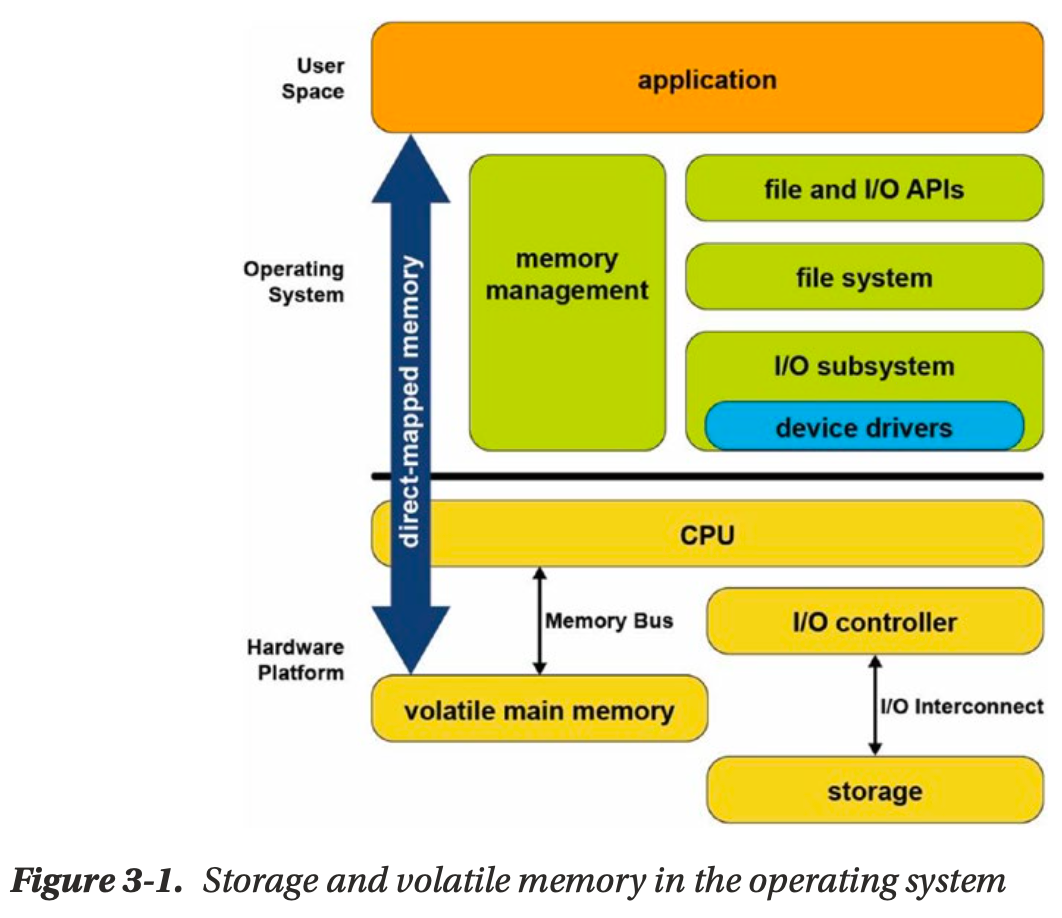 User
Space
application
Operating
System
direct-mapped memory
memory
management
file and I/O APIs
file system
I/O subsystem
device drivers
Hardware
Platform
CPU
Memory Bus
I/O controller
volatile main memory
I/O Interconnect
storage
Figure 3-1. Storage and volatile memory in the operating system